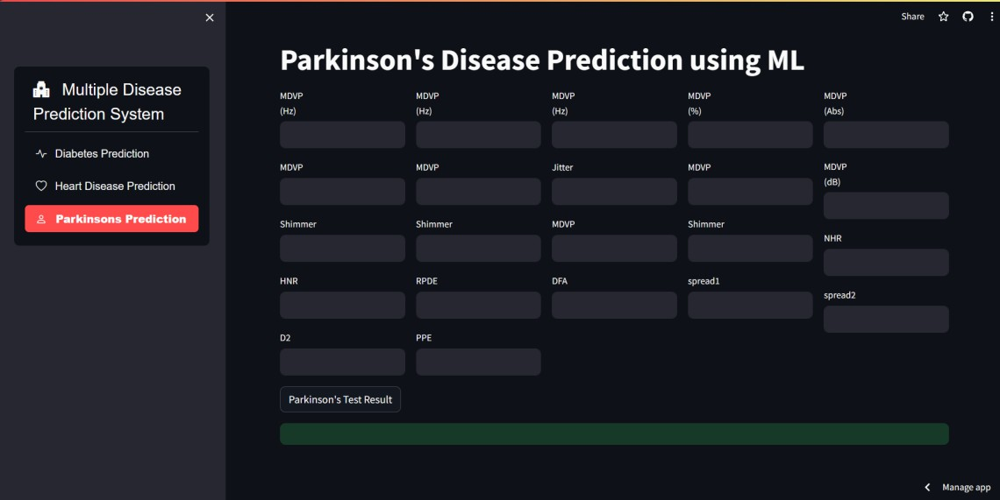 Share
Multiple Disease
Prediction System
Diabetes Prediction
Heart Disease Prediction
Parkinsons Prediction
Parkinson's Disease Prediction using ML
MDVP
(Hz)
MDVP
(Hz)
MDVP
(Hz)
MDVP
(%)
MDVP
(Abs)
MDVP
MDVP
Jitter
MDVP
MDVP
(dB)
Shimmer
Shimmer
MDVP
Shimmer
NHR
HNR
RPDE
DFA
spread1
spread2
D2
PPE
Parkinson's Test Result
Manage app